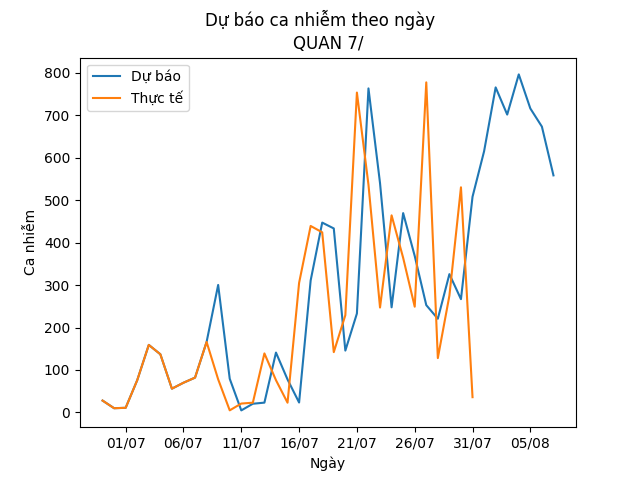 Dự báo ca nhiễm theo ngày
QUAN 7/
Dự báo
Thực tế
Ca nhiễm
800
700
600
500
400
300
200
100
0
01/07
06/07
11/07
16/07
21/07
26/07
31/07
05/08
Ngày